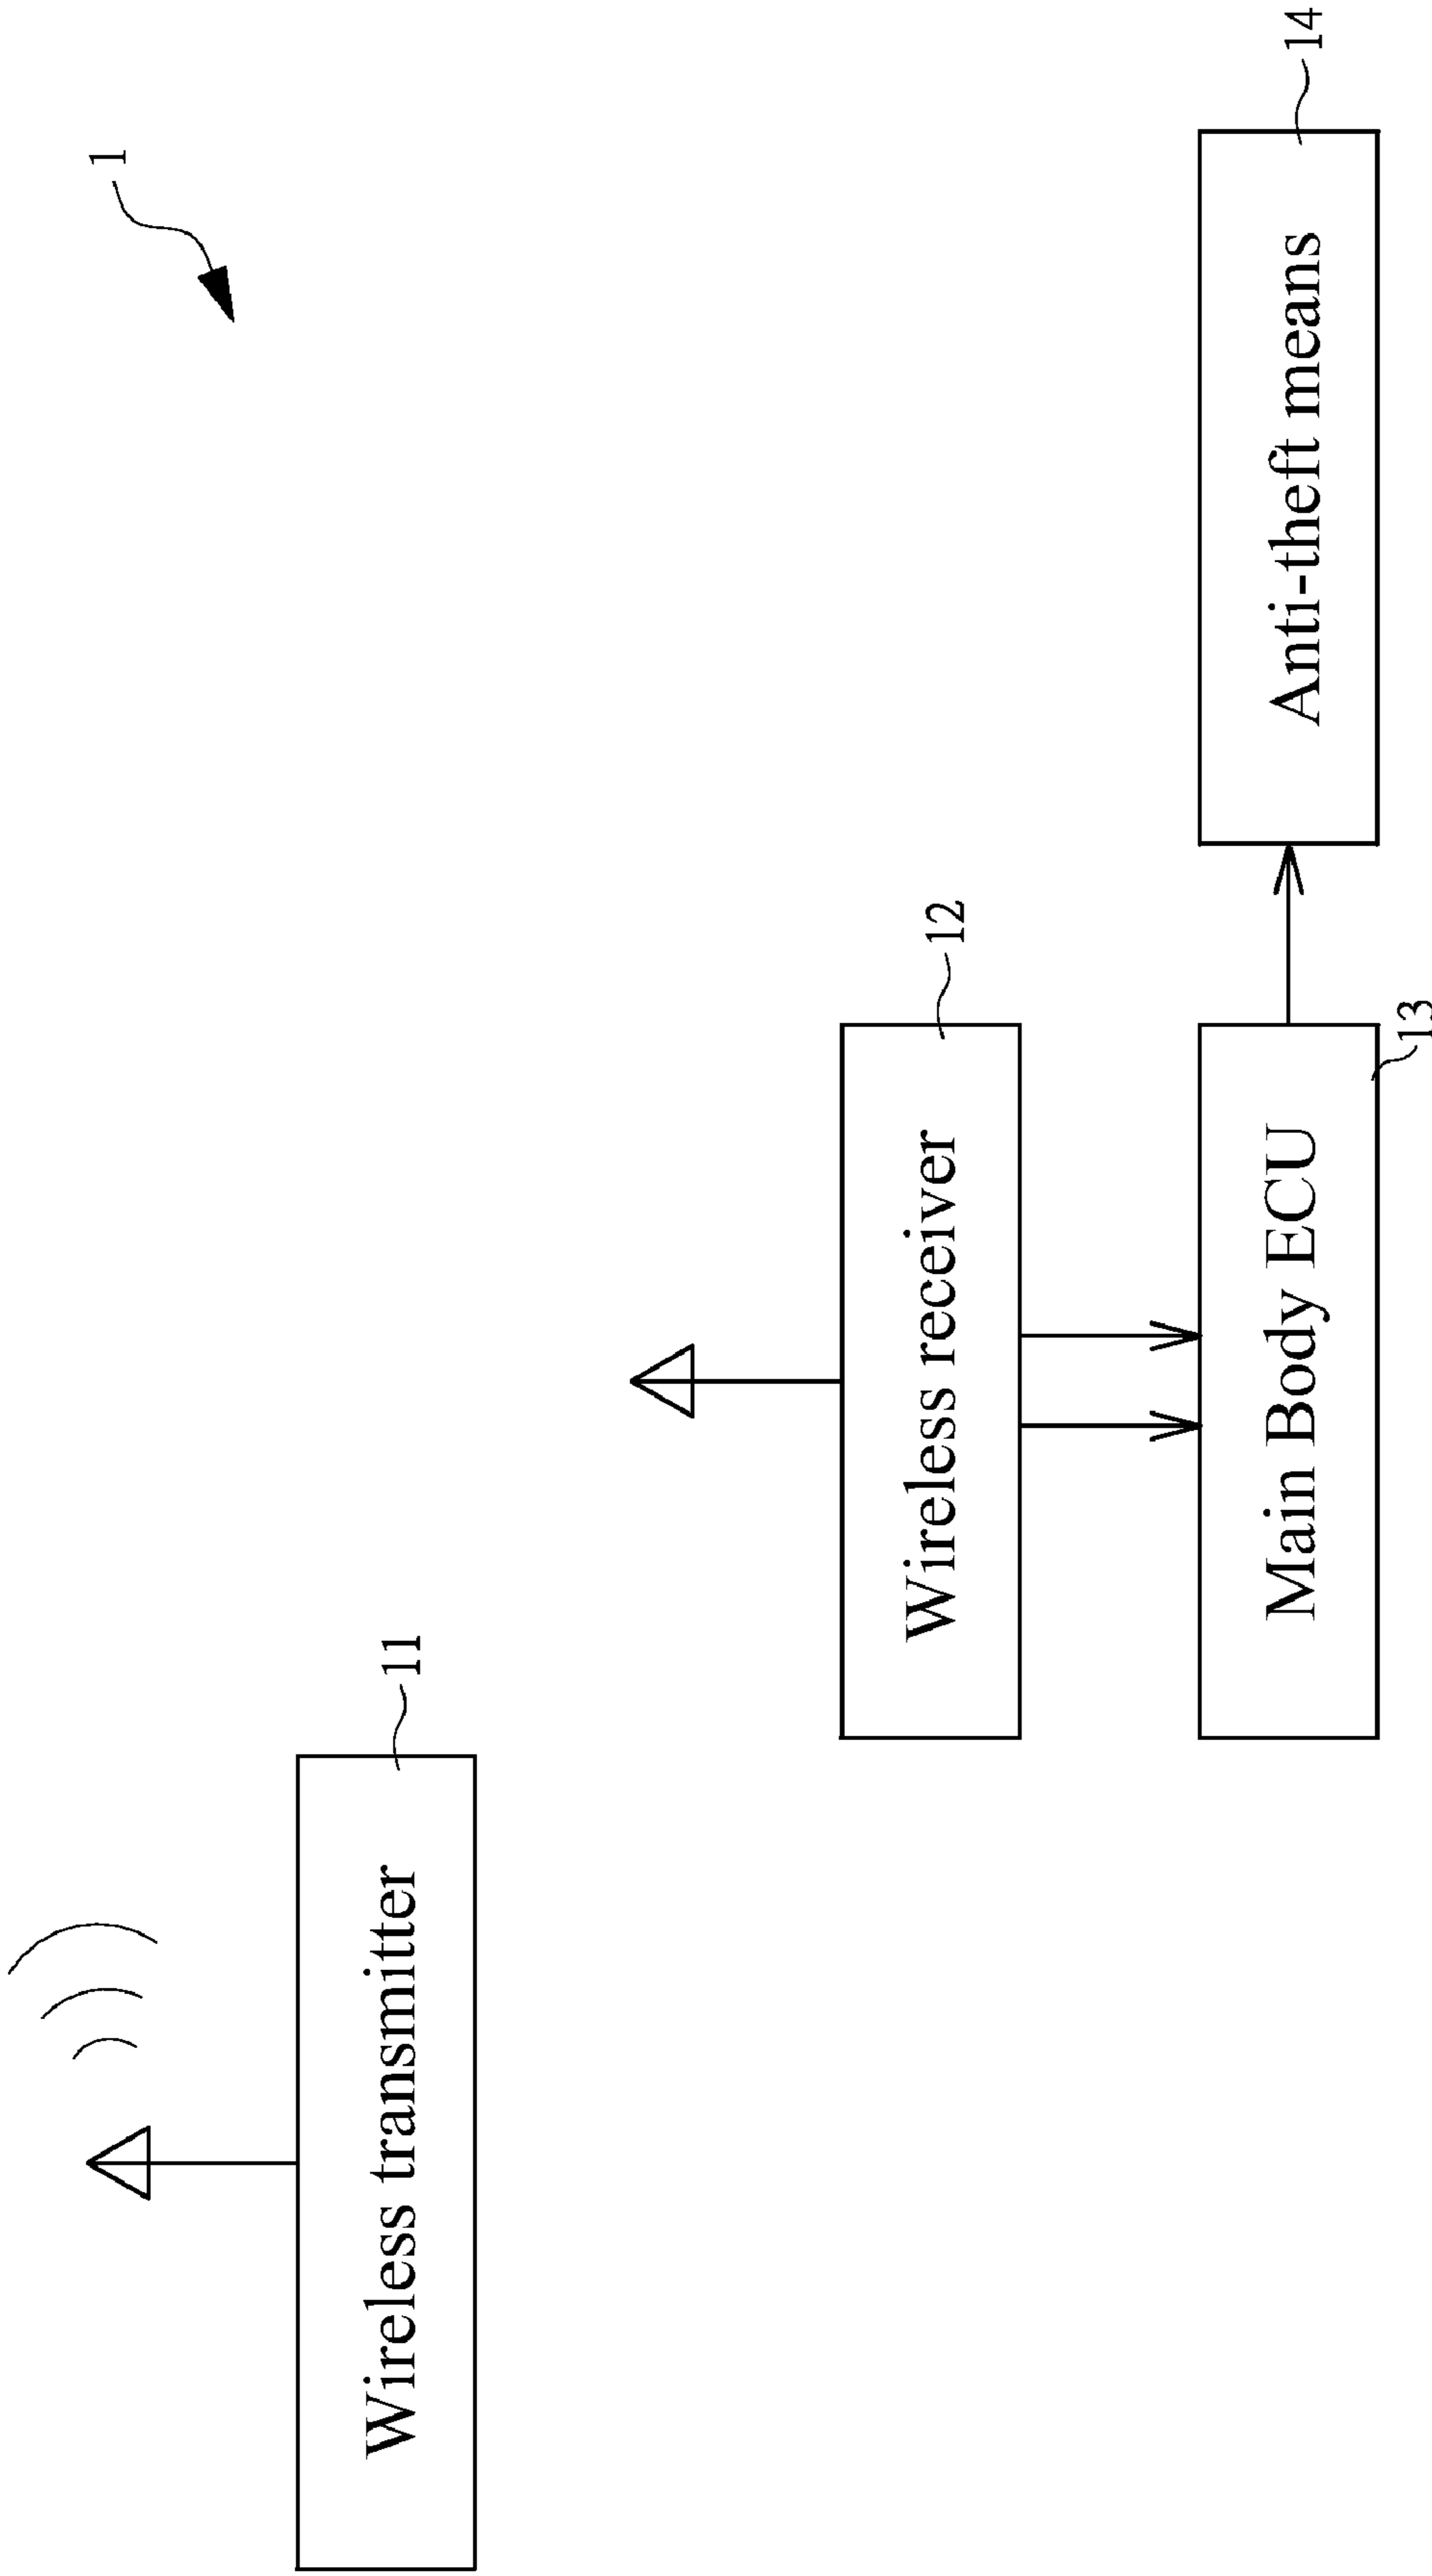 1
Wireless transmitter
11
Wireless receiver
12
Main Body ECU
13
Anti-theft means
14